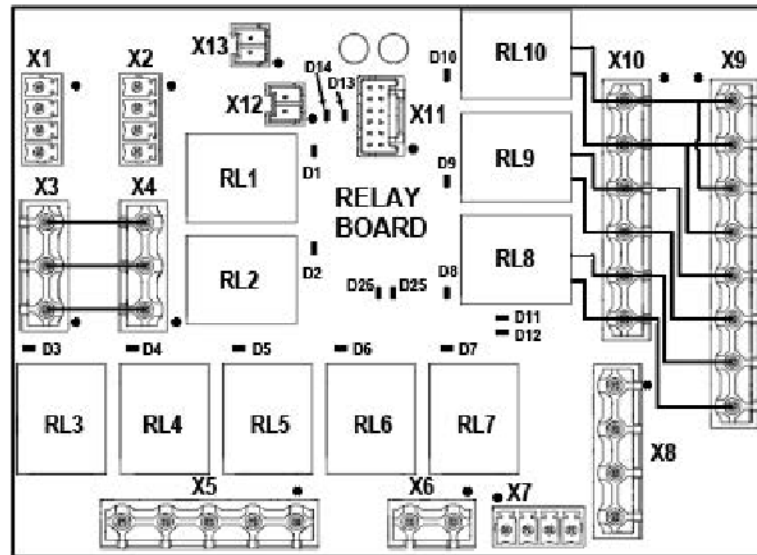 X1
X2
X13
D14
D13
D10
RL10
X10
X9
X12
X11
RL1
D1
D9
RL9
X3
X4
RELAY
BOARD
RL2
D2
D26
D25
D8
RL8
D11
D12
D3
D4
D5
D6
D7
RL3
RL4
RL5
RL6
RL7
X8
X5
X6
X7